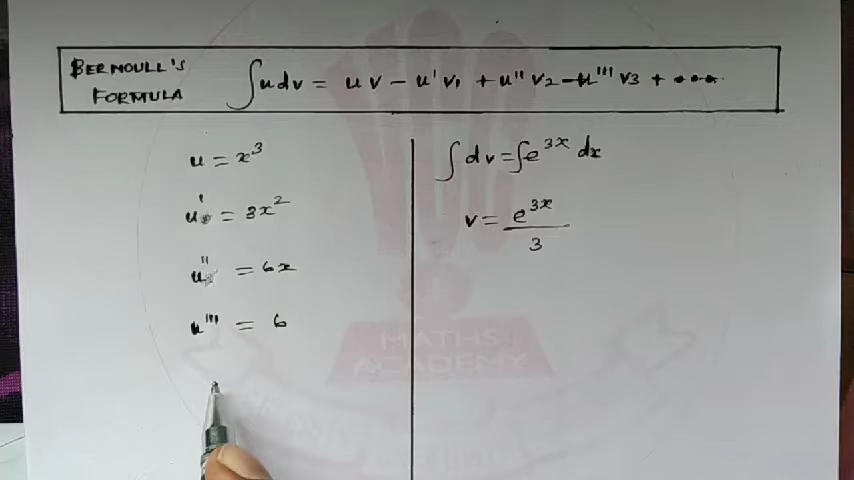 BERNOULL'S
FORMULA
∫udv = uv - u'v₁ + u''v₂ - u'''v₃ + ....
u = x³
u' = 3x²
u'' = 6x
u''' = 6
∫dv = ∫e^{3x} dx
v = e^{3x}/3
MATHS
ACADEMY